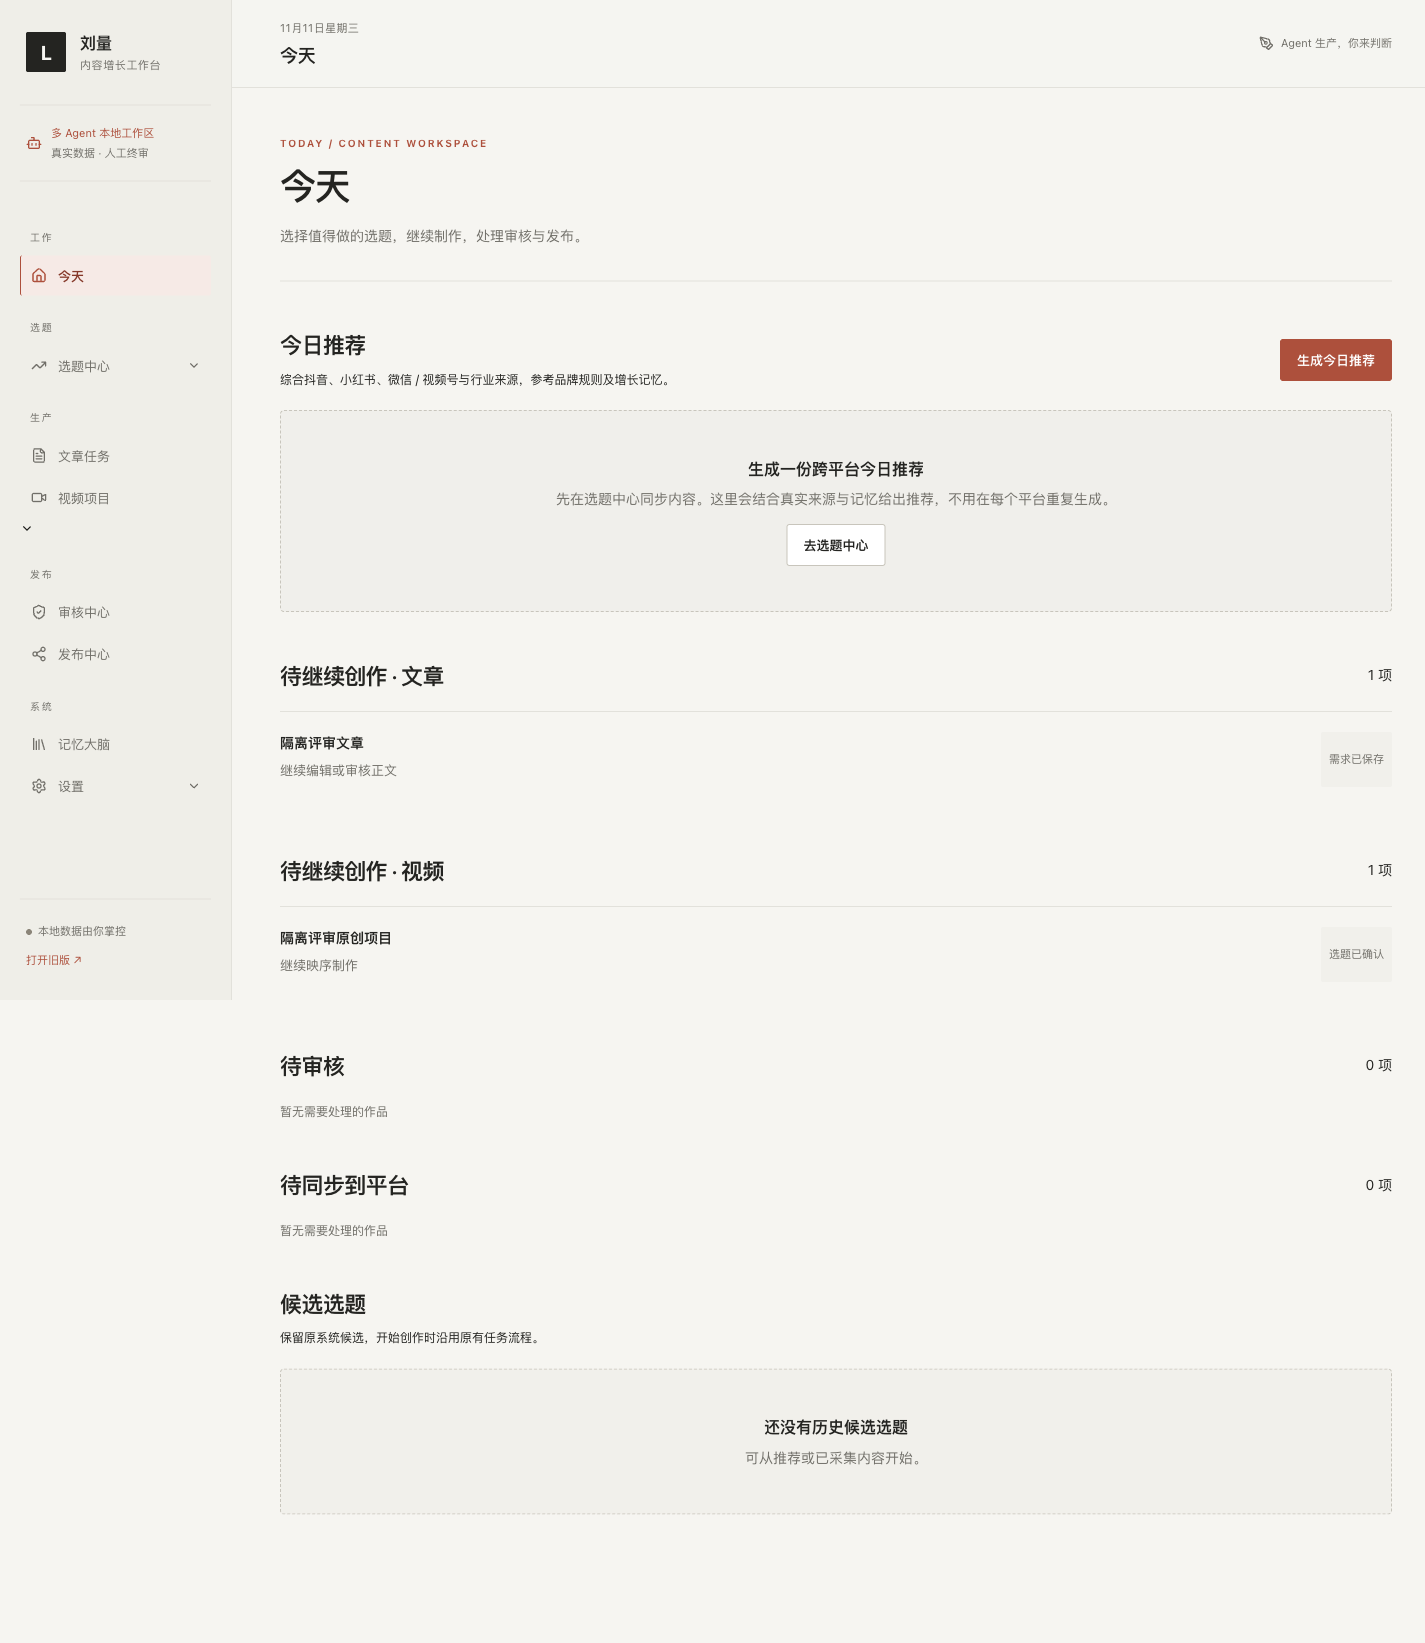 L
刘量
内容增长工作台
多 Agent 本地工作区
真实数据 · 人工终审
工作
今天
选题
选题中心
生产
文章任务
视频项目
发布
审核中心
发布中心
系统
记忆大脑
设置
本地数据由你掌控
打开旧版 ↗
11月11日星期三
今天
Agent 生产，你来判断
TODAY / CONTENT WORKSPACE
今天
选择值得做的选题，继续制作，处理审核与发布。
今日推荐
综合抖音、小红书、微信 / 视频号与行业来源，参考品牌规则及增长记忆。
生成今日推荐
生成一份跨平台今日推荐
先在选题中心同步内容。这里会结合真实来源与记忆给出推荐，不用在每个平台重复生成。
去选题中心
待继续创作 · 文章
1 项
隔离评审文章
继续编辑或审核正文
需求已保存
待继续创作 · 视频
1 项
隔离评审原创项目
继续映序制作
选题已确认
待审核
0 项
暂无需要处理的作品
待同步到平台
0 项
暂无需要处理的作品
候选选题
保留原系统候选，开始创作时沿用原有任务流程。
还没有历史候选选题
可从推荐或已采集内容开始。